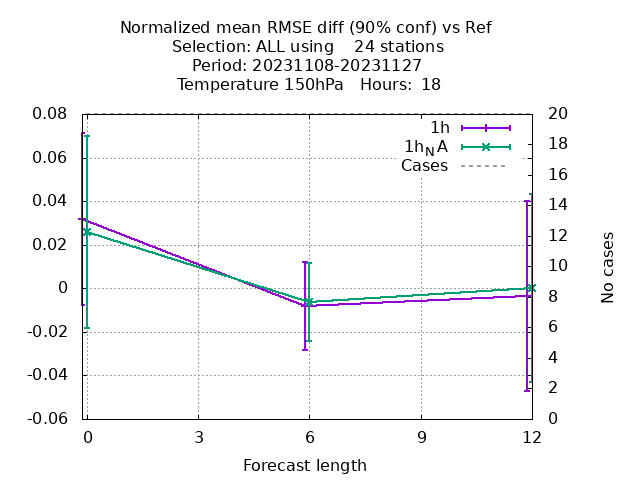 Normalized mean RMSE diff (90% conf) vs Ref
Selection: ALL using    24 stations
Period: 20231108-20231127
Temperature 150hPa   Hours:  18
0.08
0.06
0.04
0.02
0
-0.02
-0.04
-0.06
1h
1hNA
Cases
20
18
16
14
12
10
8
6
4
2
0
No cases
0 3 6 9 12
Forecast length